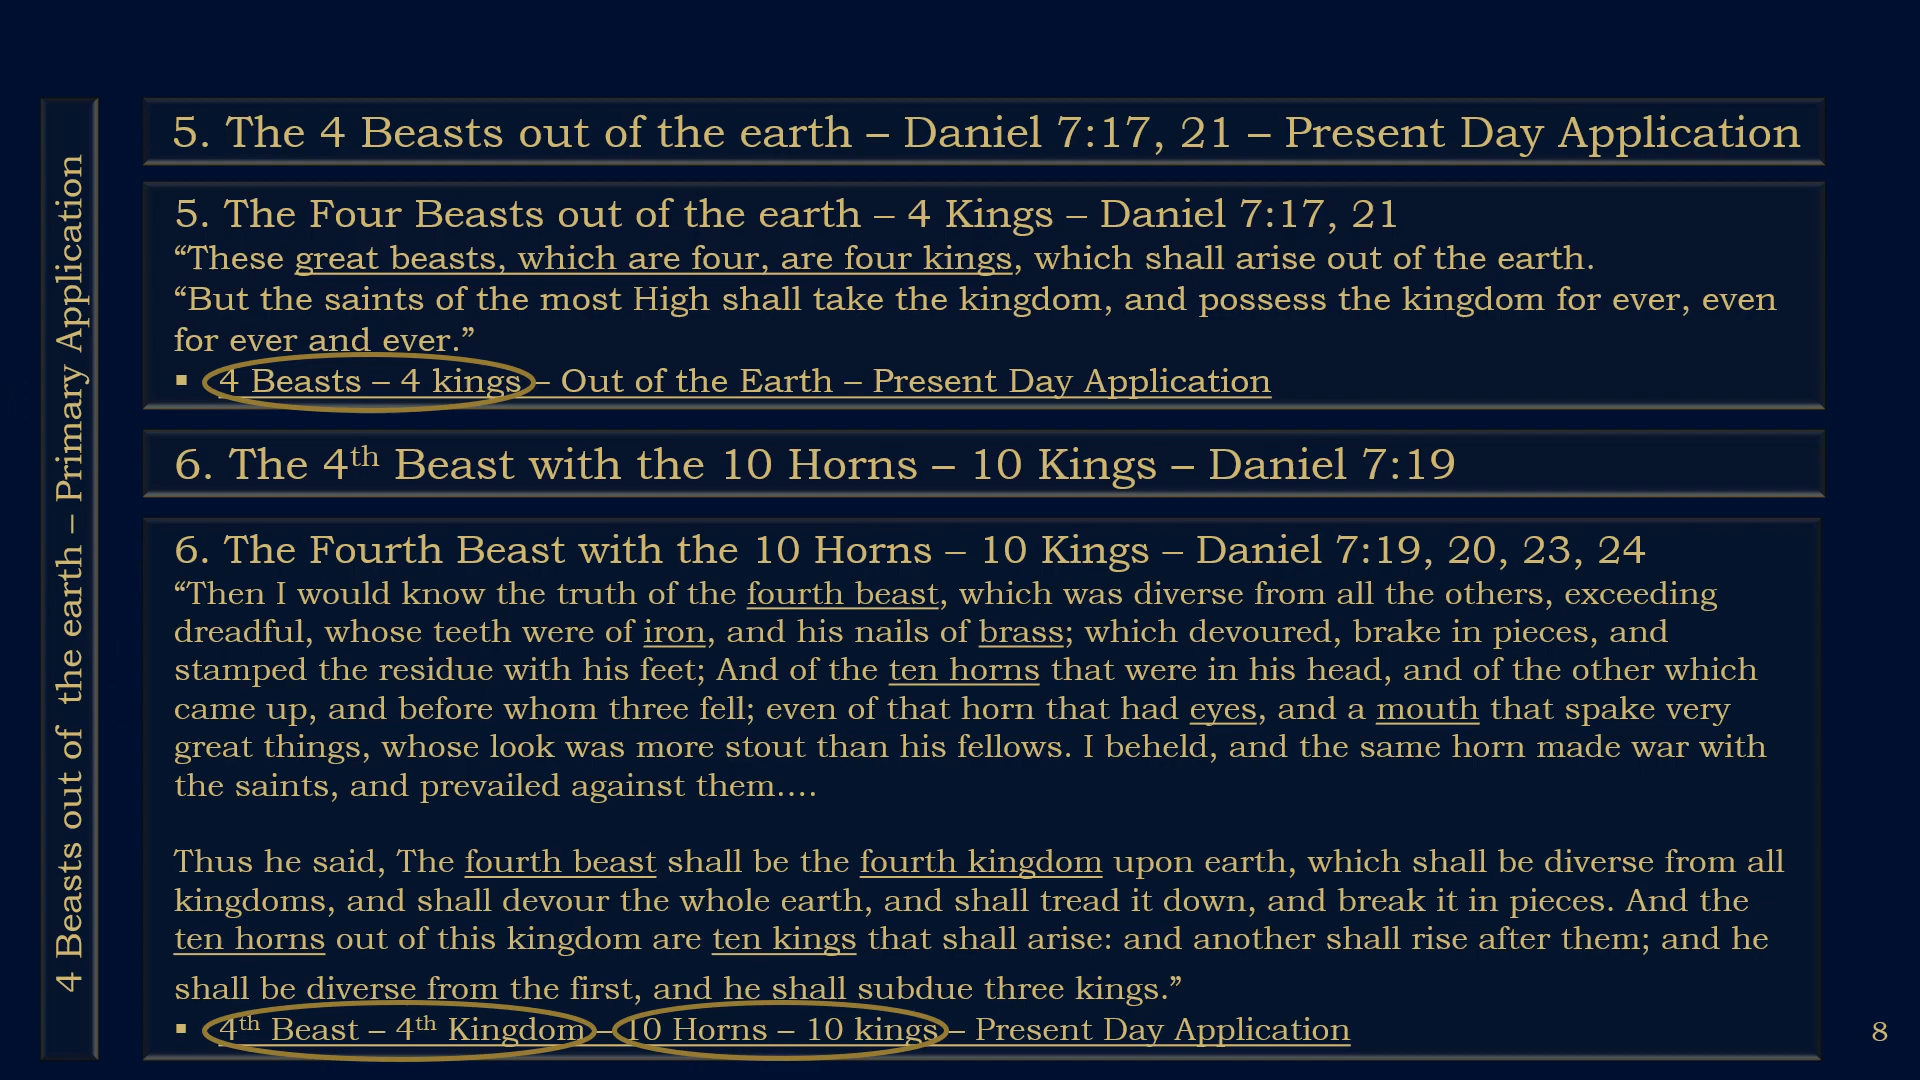 4 Beasts out of the earth – Primary Application
5. The 4 Beasts out of the earth – Daniel 7:17, 21 – Present Day Application
5. The Four Beasts out of the earth – 4 Kings – Daniel 7:17, 21
“These great beasts, which are four, are four kings, which shall arise out of the earth.
“But the saints of the most High shall take the kingdom, and possess the kingdom for ever, even
for ever and ever.”
▪ 4 Beasts – 4 kings – Out of the Earth – Present Day Application
6. The 4th Beast with the 10 Horns – 10 Kings – Daniel 7:19
6. The Fourth Beast with the 10 Horns – 10 Kings – Daniel 7:19, 20, 23, 24
“Then I would know the truth of the fourth beast, which was diverse from all the others, exceeding
dreadful, whose teeth were of iron, and his nails of brass; which devoured, brake in pieces, and
stamped the residue with his feet; And of the ten horns that were in his head, and of the other which
came up, and before whom three fell; even of that horn that had eyes, and a mouth that spake very
great things, whose look was more stout than his fellows. I beheld, and the same horn made war with
the saints, and prevailed against them….
Thus he said, The fourth beast shall be the fourth kingdom upon earth, which shall be diverse from all
kingdoms, and shall devour the whole earth, and shall tread it down, and break it in pieces. And the
ten horns out of this kingdom are ten kings that shall arise: and another shall rise after them; and he
shall be diverse from the first, and he shall subdue three kings.”
▪ 4th Beast – 4th Kingdom – 10 Horns – 10 kings – Present Day Application
8